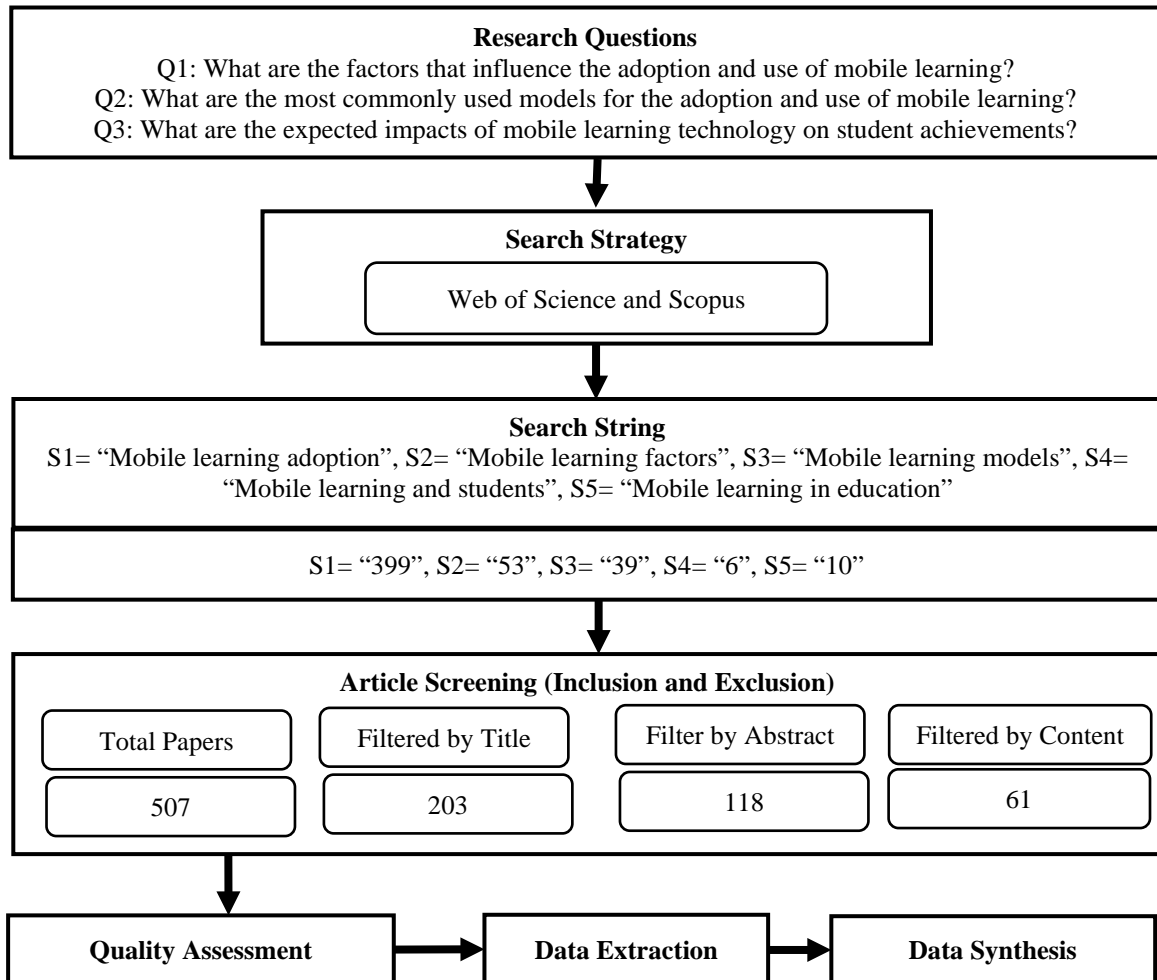 Research Questions
Q1: What are the factors that influence the adoption and use of mobile learning?
Q2: What are the most commonly used models for the adoption and use of mobile learning?
Q3: What are the expected impacts of mobile learning technology on student achievements?
Search Strategy
Web of Science and Scopus
Search String
S1= “Mobile learning adoption”, S2= “Mobile learning factors”, S3= “Mobile learning models”, S4=
“Mobile learning and students”, S5= “Mobile learning in education”
S1= “399”, S2= “53”, S3= “39”, S4= “6”, S5= “10”
Article Screening (Inclusion and Exclusion)
Total Papers
Filtered by Title
Filter by Abstract
Filtered by Content
507
203
118
61
Quality Assessment
Data Extraction
Data Synthesis